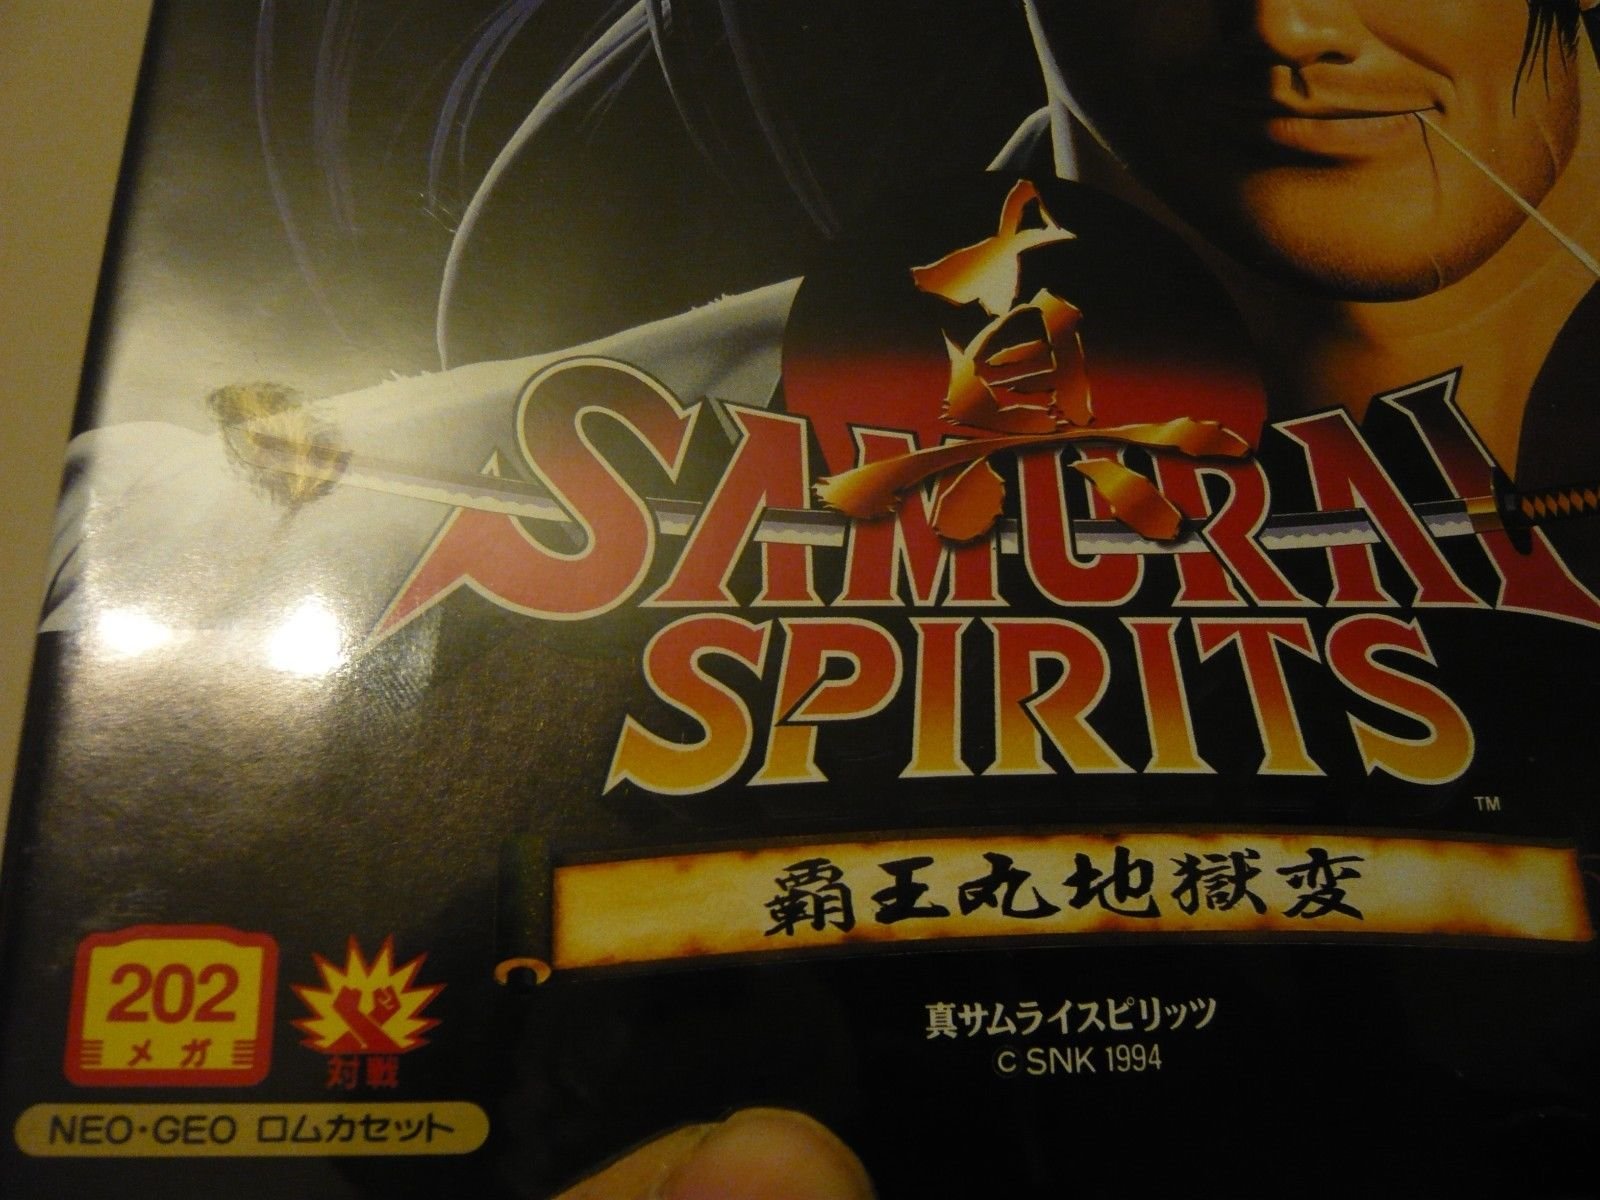 真
SAMURAI
SPIRITS
TM
覇王丸地獄変
真サムライスピリッツ
© SNK 1994
202
メガ
対戦
NEO・GEO ロムカセット